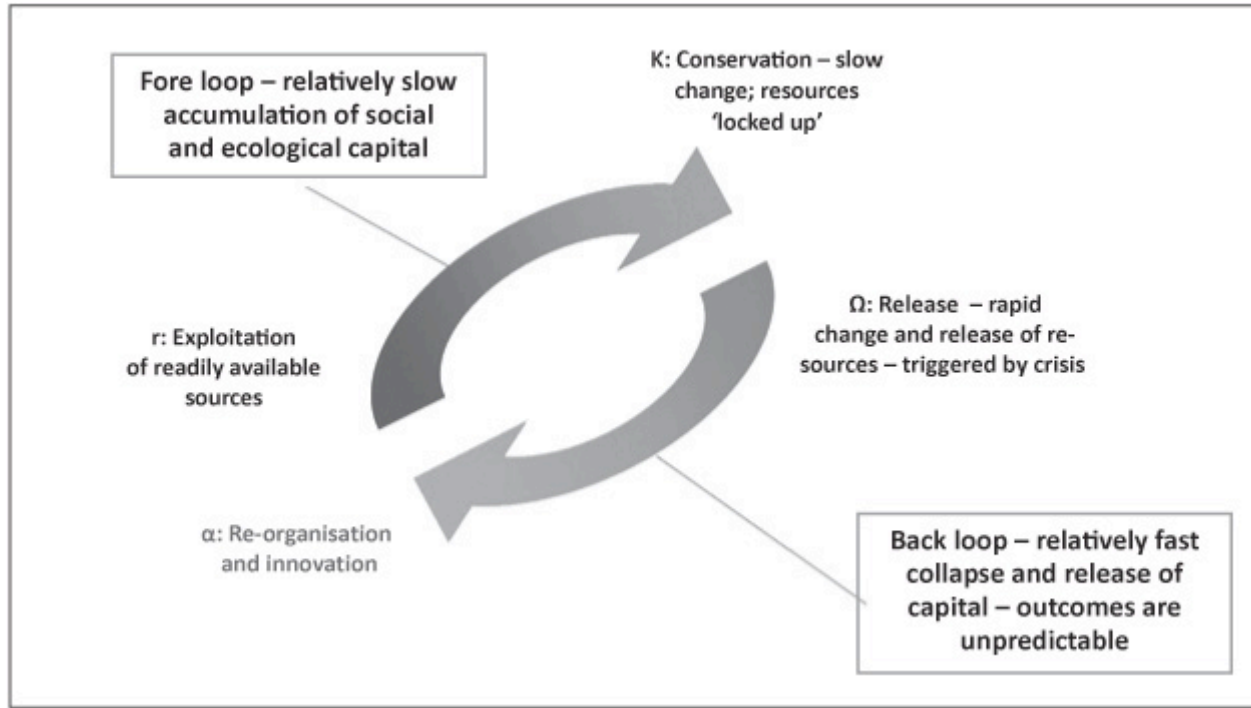 Fore loop – relatively slow
accumulation of social
and ecological capital
K: Conservation – slow
change; resources
‘locked up’
r: Exploitation
of readily available
sources
Ω: Release – rapid
change and release of re-
sources – triggered by crisis
α: Re-organisation
and innovation
Back loop – relatively fast
collapse and release of
capital – outcomes are
unpredictable